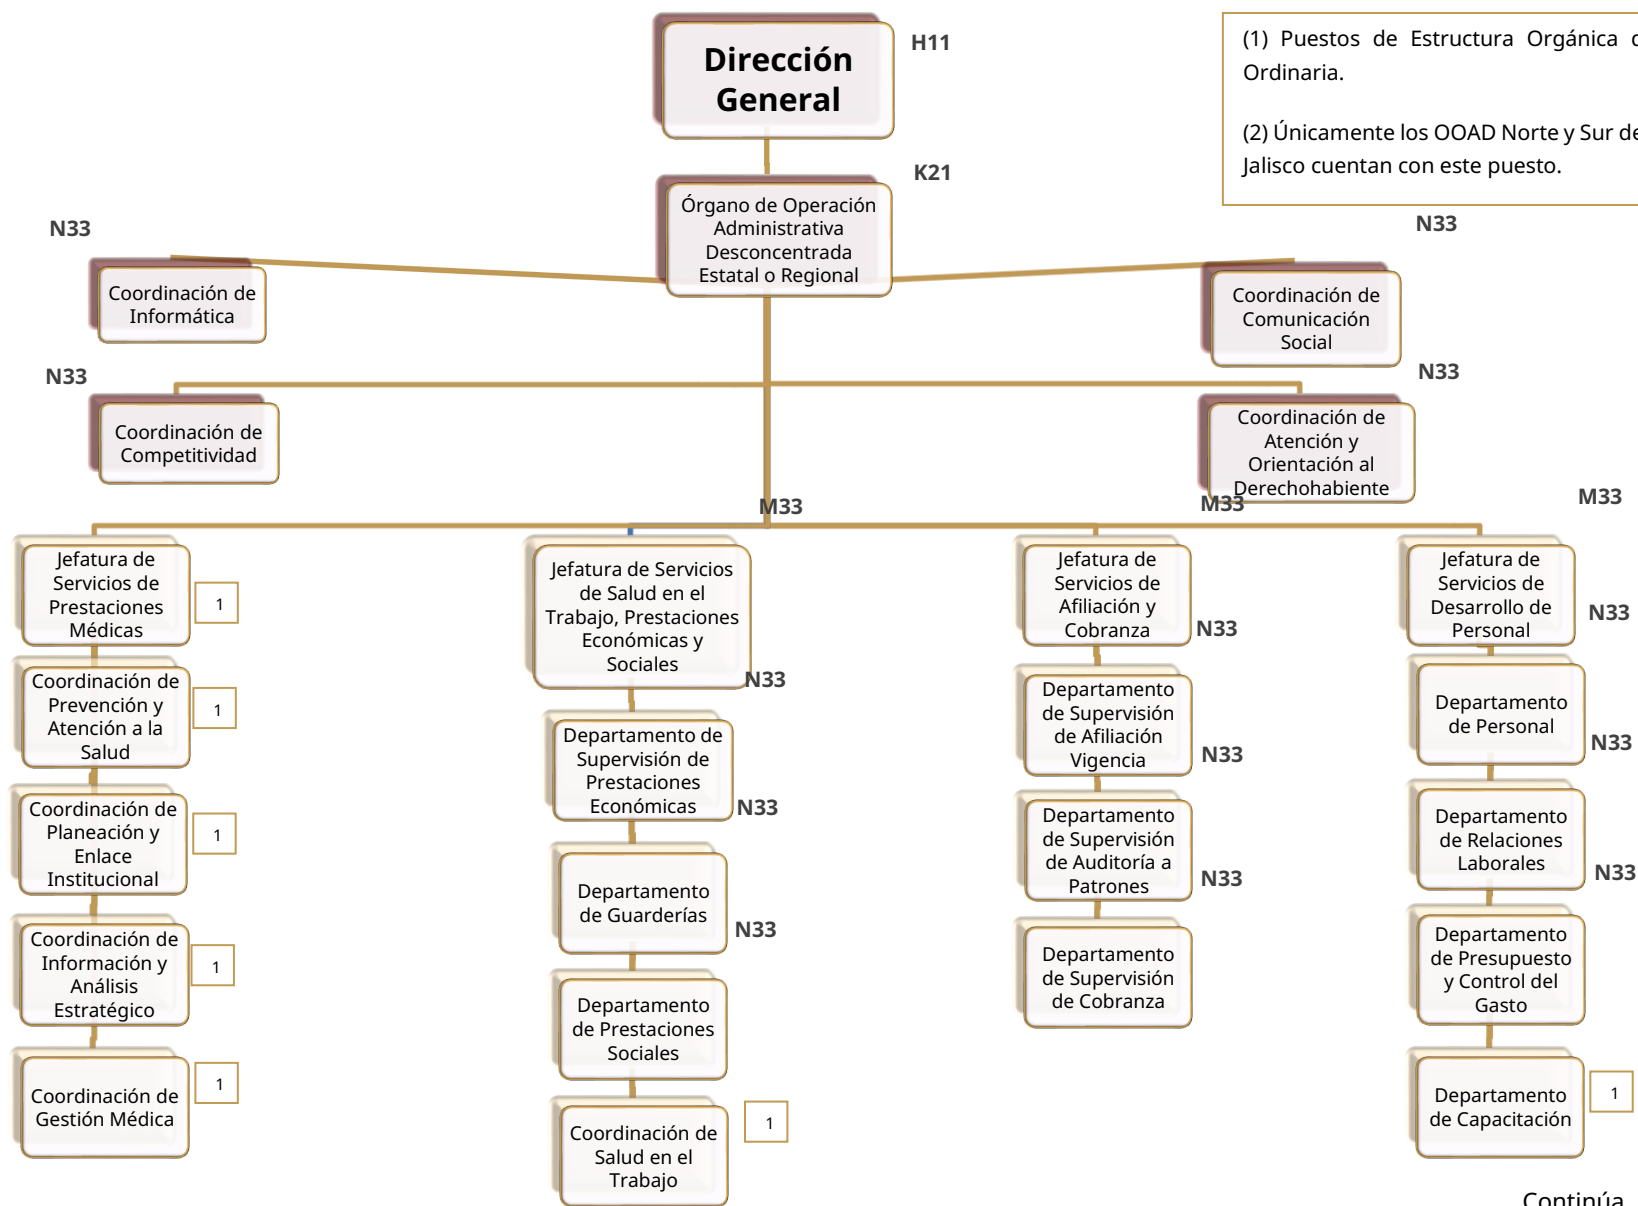 Dirección
General
H11
(1) Puestos de Estructura Orgánica
Ordinaria.
(2) Únicamente los OOAD Norte y Sur de
Jalisco cuentan con este puesto.
K21
Órgano de Operación
Administrativa
Desconcentrada
Estatal o Regional
N33
Coordinación de
Informática
N33
Coordinación de
Comunicación
Social
N33
Coordinación de
Competitividad
N33
Coordinación de
Atención y
Orientación al
Derechohabiente
Jefatura de
Servicios de
Prestaciones
Médicas
1
Coordinación de
Prevención y
Atención a la
Salud
1
Coordinación de
Planeación y
Enlace
Institucional
1
Coordinación de
Información y
Análisis
Estratégico
1
Coordinación de
Gestión Médica
1
M33
Jefatura de Servicios
de Salud en el
Trabajo, Prestaciones
Económicas y
Sociales
N33
Departamento de
Supervisión de
Prestaciones
Económicas
N33
Departamento
de Guarderías
N33
Departamento
de Prestaciones
Sociales
Coordinación de
Salud en el
Trabajo
1
M33
Jefatura de
Servicios de
Afiliación y
Cobranza
N33
Departamento
de Supervisión
de Afiliación
Vigencia
N33
Departamento
de Supervisión
de Auditoría a
Patrones
N33
Departamento
de Supervisión
de Cobranza
M33
Jefatura de
Servicios de
Desarrollo de
Personal
N33
Departamento
de Personal
N33
Departamento
de Relaciones
Laborales
N33
Departamento
de Presupuesto
y Control del
Gasto
Departamento
de Capacitación
1
Continúa